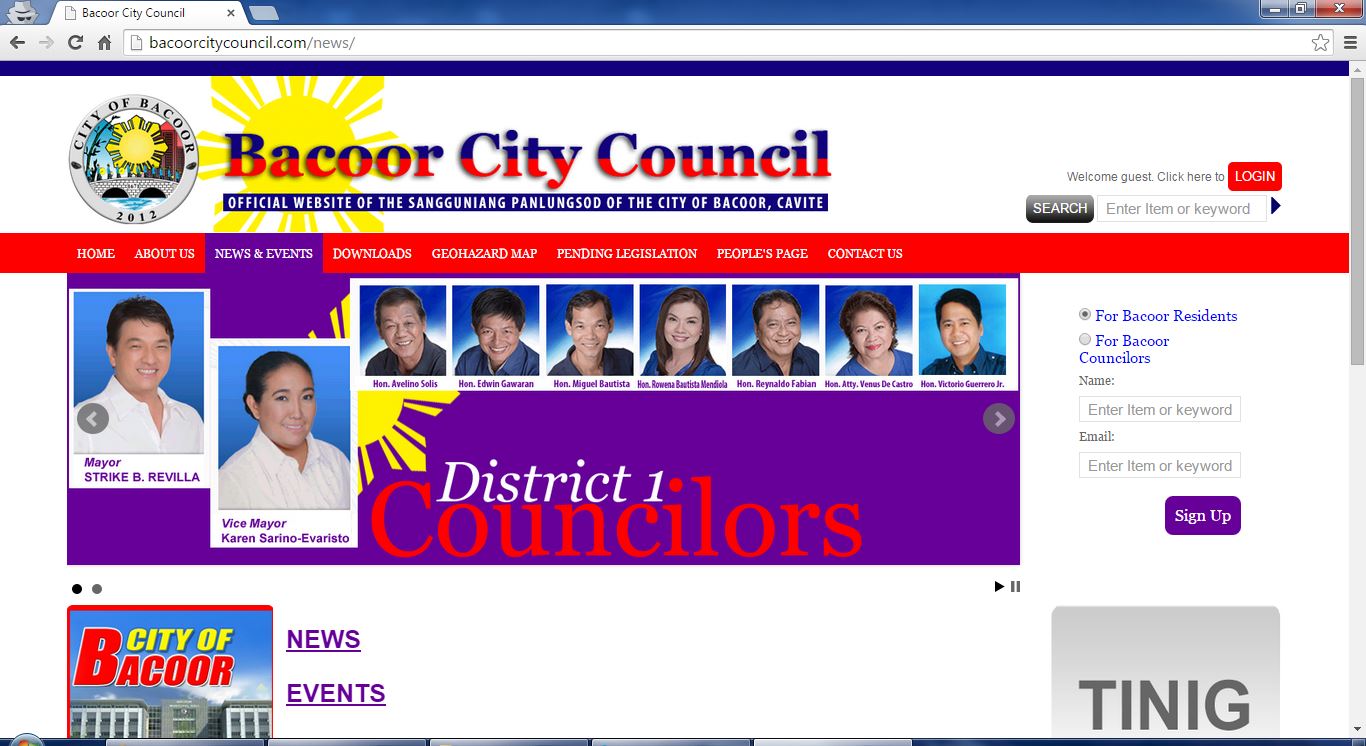 Bacoor City Council
bacoorcitycouncil.com/news/
CITY OF BACOOR
2012
Bacoor City Council
OFFICIAL WEBSITE OF THE SANGGUNIANG PANLUNGSOD OF THE CITY OF BACOOR, CAVITE
Welcome guest. Click here to LOGIN
SEARCH Enter Item or keyword
HOME ABOUT US NEWS & EVENTS DOWNLOADS GEOHAZARD MAP PENDING LEGISLATION PEOPLE'S PAGE CONTACT US
Hon. Avelino Solis Hon. Edwin Gawaran Hon. Miguel Bautista Hon. Rowena Bautista Mendiola Hon. Reynaldo Fabian Hon. Atty. Venus De Castro Hon. Victorio Guerrero Jr.
Mayor
STRIKE B. REVILLA
Vice Mayor
Karen Sarino-Evaristo
District 1
Councilors
For Bacoor Residents
For Bacoor
Councilors
Name:
Enter Item or keyword
Email:
Enter Item or keyword
Sign Up
CITY OF
BACOOR
NEWS
EVENTS
TINIG